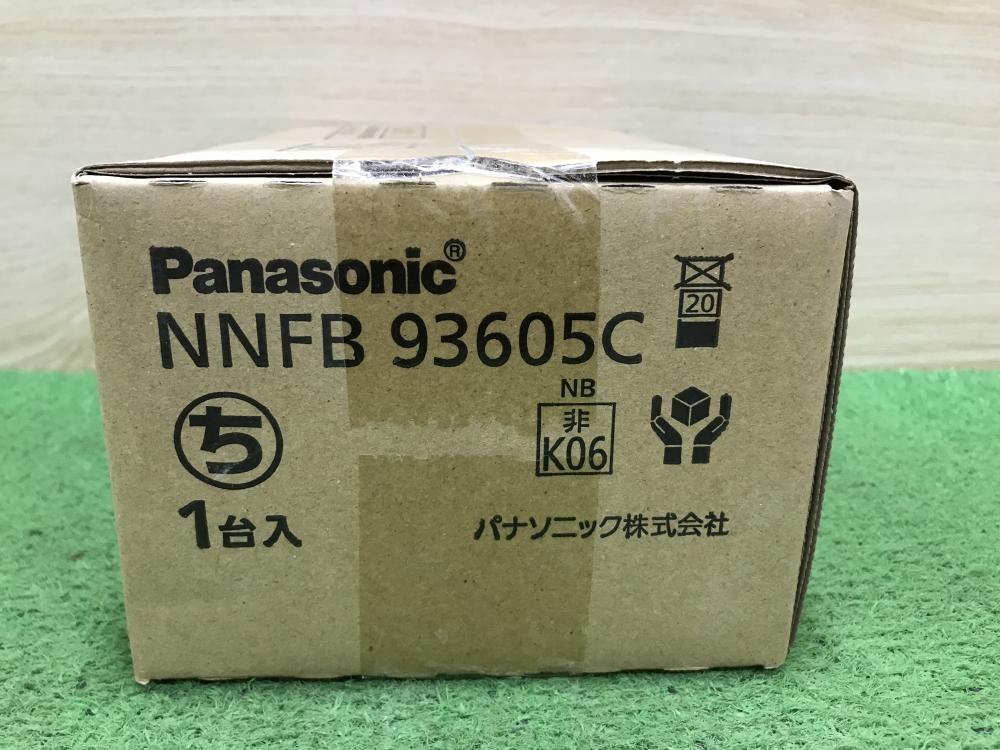 Panasonic®
NNFB 93605C
20
ち
NB
非
K06
1台入
パナソニック株式会社